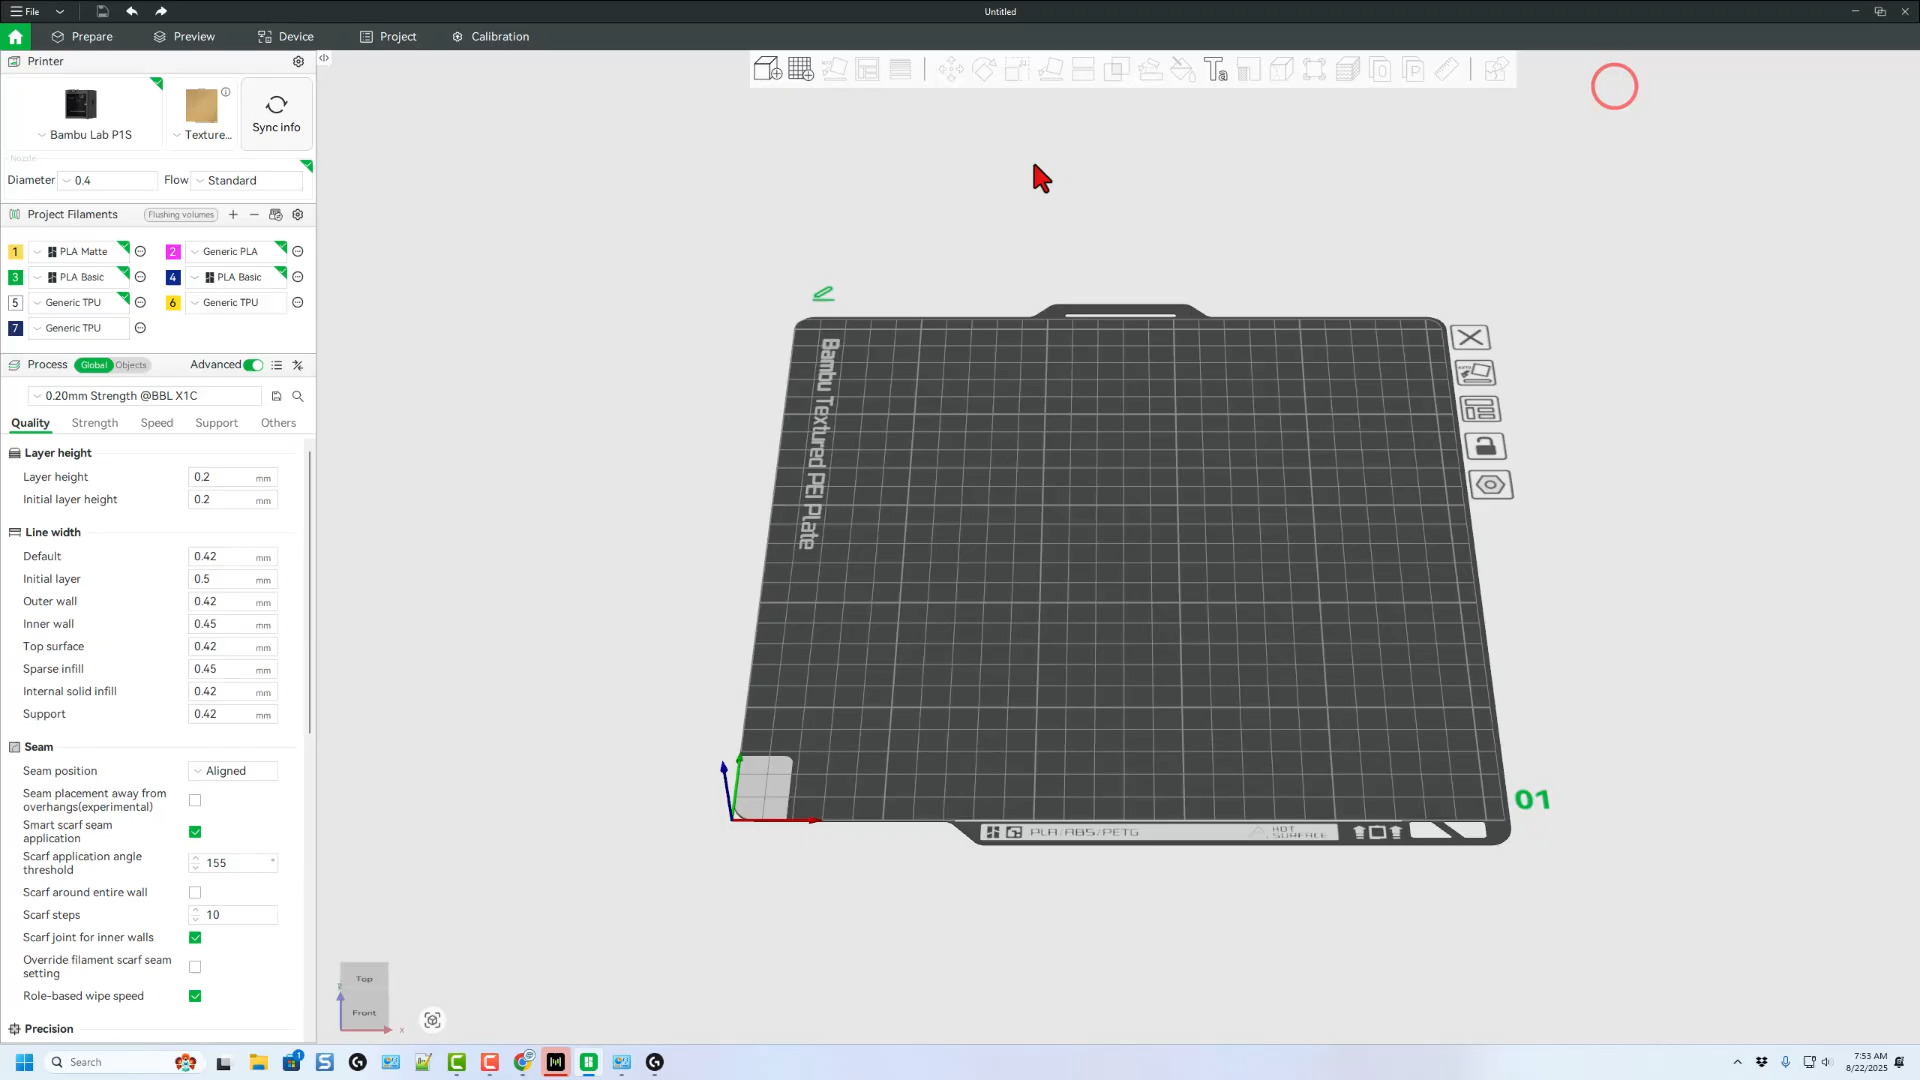 File
Untitled
Prepare
Preview
Device
Project
Calibration
Printer
Bambu Lab P1S
Texture...
Sync info
Nozzle
Diameter
0.4
Flow
Standard
Project Filaments
Flushing volumes
1
PLA Matte
2
Generic PLA
3
PLA Basic
4
PLA Basic
5
Generic TPU
6
Generic TPU
7
Generic TPU
Process
Global
Objects
Advanced
0.20mm Strength @BBL X1C
Quality
Strength
Speed
Support
Others
Layer height
Layer height
0.2
mm
Initial layer height
0.2
mm
Line width
Default
0.42
mm
Initial layer
0.5
mm
Outer wall
0.42
mm
Inner wall
0.45
mm
Top surface
0.42
mm
Sparse infill
0.45
mm
Internal solid infill
0.42
mm
Support
0.42
mm
Seam
Seam position
Aligned
Seam placement away from
overhangs(experimental)
Smart scarf seam
application
Scarf application angle
threshold
155
°
Scarf around entire wall
Scarf steps
10
Scarf joint for inner walls
Override filament scarf seam
setting
Role-based wipe speed
Precision
Bambu Textured PEI Plate
AUTO
PLA/ABS/PETG
HOT
SURFACE
01
Top
Front
z
x
Search
7:53 AM
8/22/2025